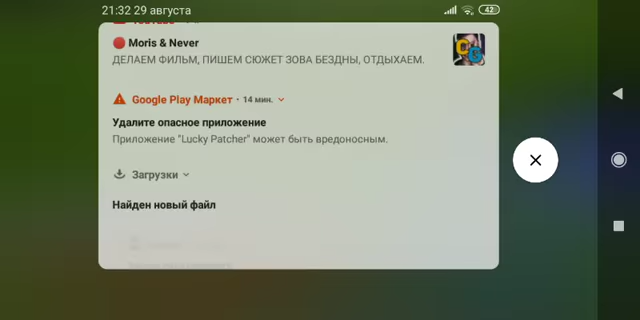 21:32 29 августа
42
Moris & Never
ДЕЛАЕМ ФИЛЬМ, ПИШЕМ СЮЖЕТ ЗОВА БЕЗДНЫ, ОТДЫХАЕМ.
Google Play Маркет • 14 мин.
Удалите опасное приложение
Приложение "Lucky Patcher" может быть вредоносным.
Загрузки
Найден новый файл